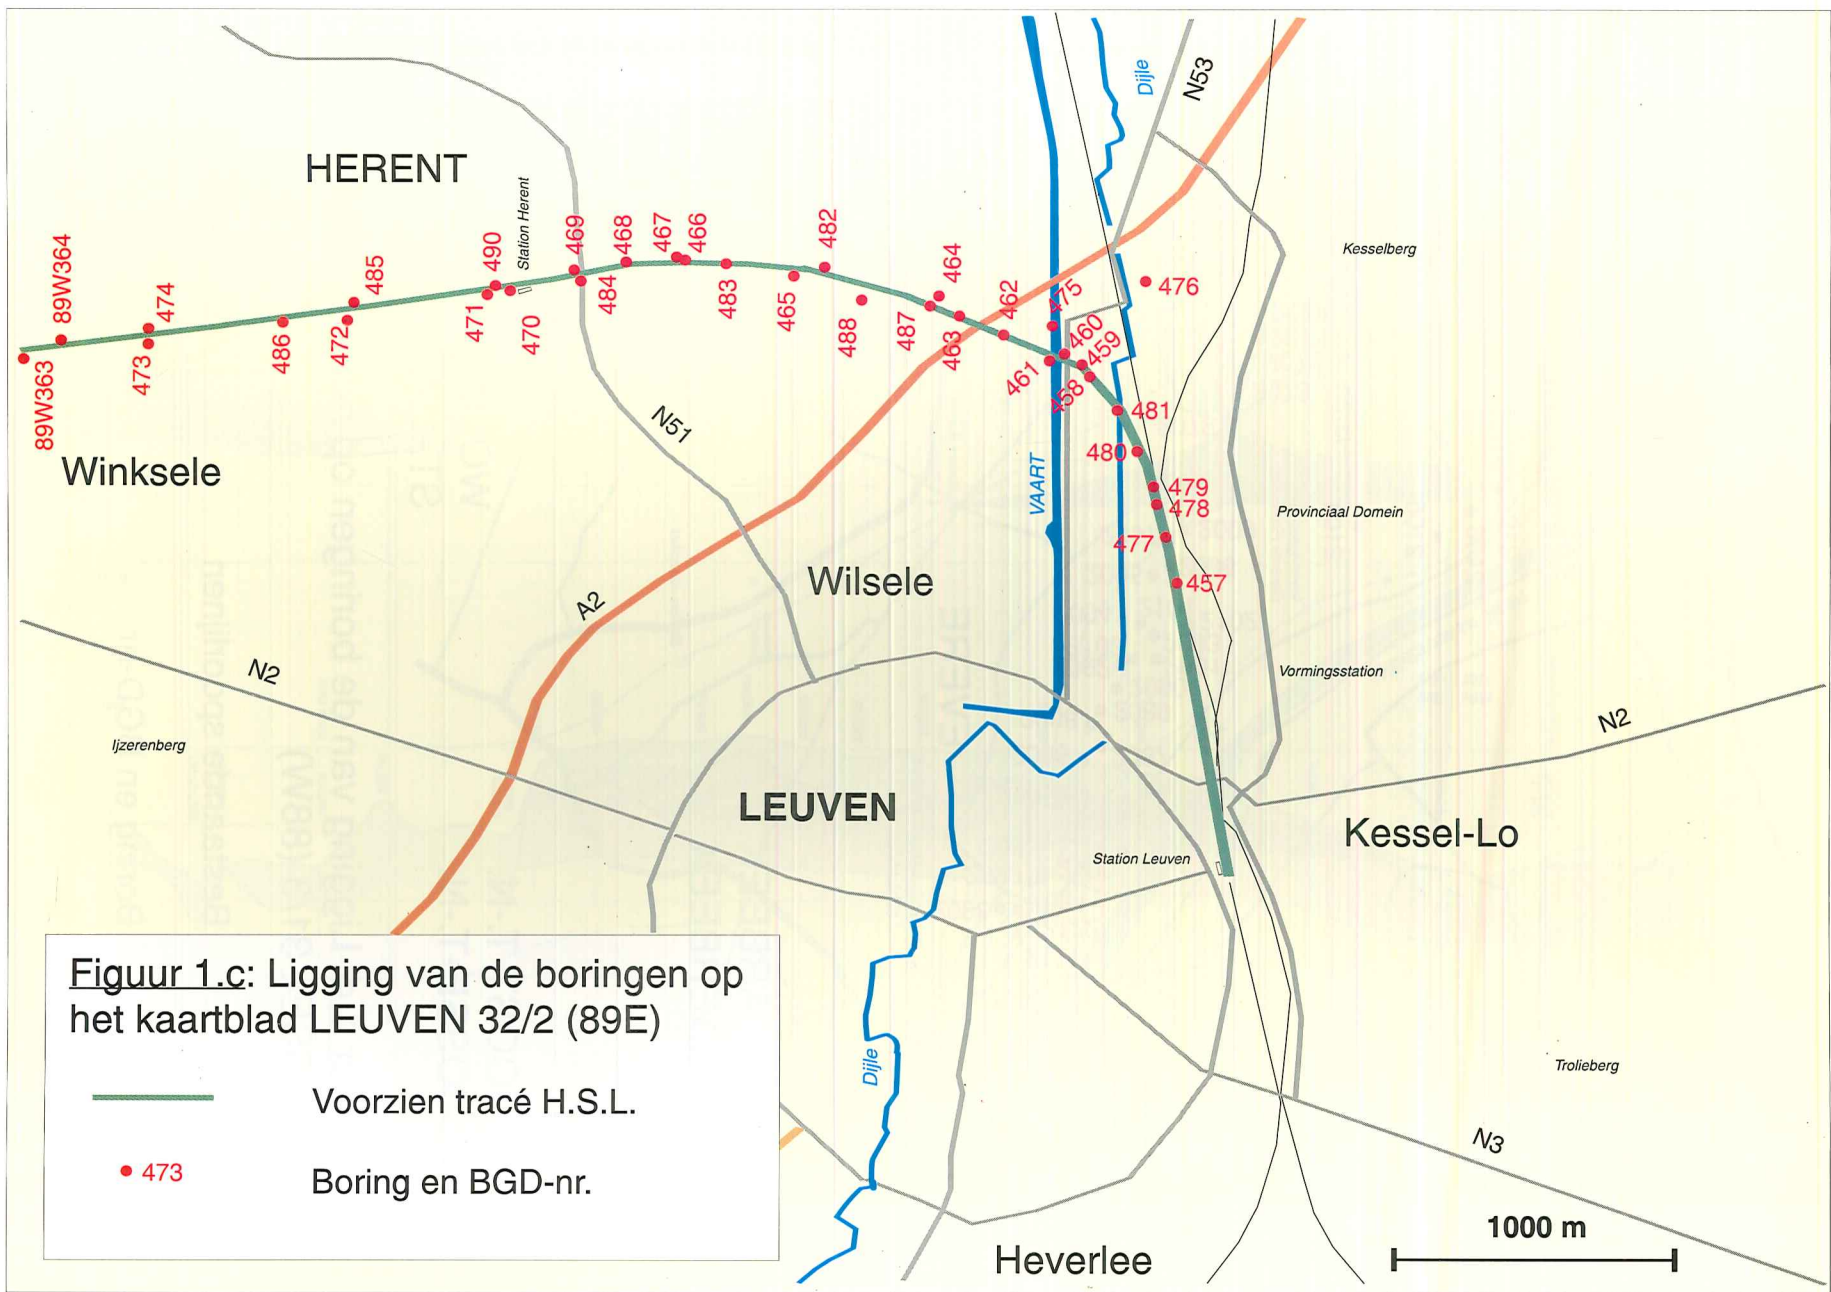 Dijle
N53
HERENT
Station Herent
Kesselberg
89W364
474
485
490
469
468
467
466
482
464
462
475
476
89W363
473
486
472
471
470
484
483
465
488
487
463
461
460
459
458
481
480
479
478
477
457
Winksele
N51
VAART
Provinciaal Domein
Wilsele
A2
N2
Vormingsstation
N2
Ijzerenberg
LEUVEN
Kessel-Lo
Station Leuven
Figuur 1.c: Ligging van de boringen op
het kaartblad LEUVEN 32/2 (89E)
Voorzien tracé H.S.L.
473
Boring en BGD-nr.
Dijle
Trolieberg
N3
1000 m
Heverlee